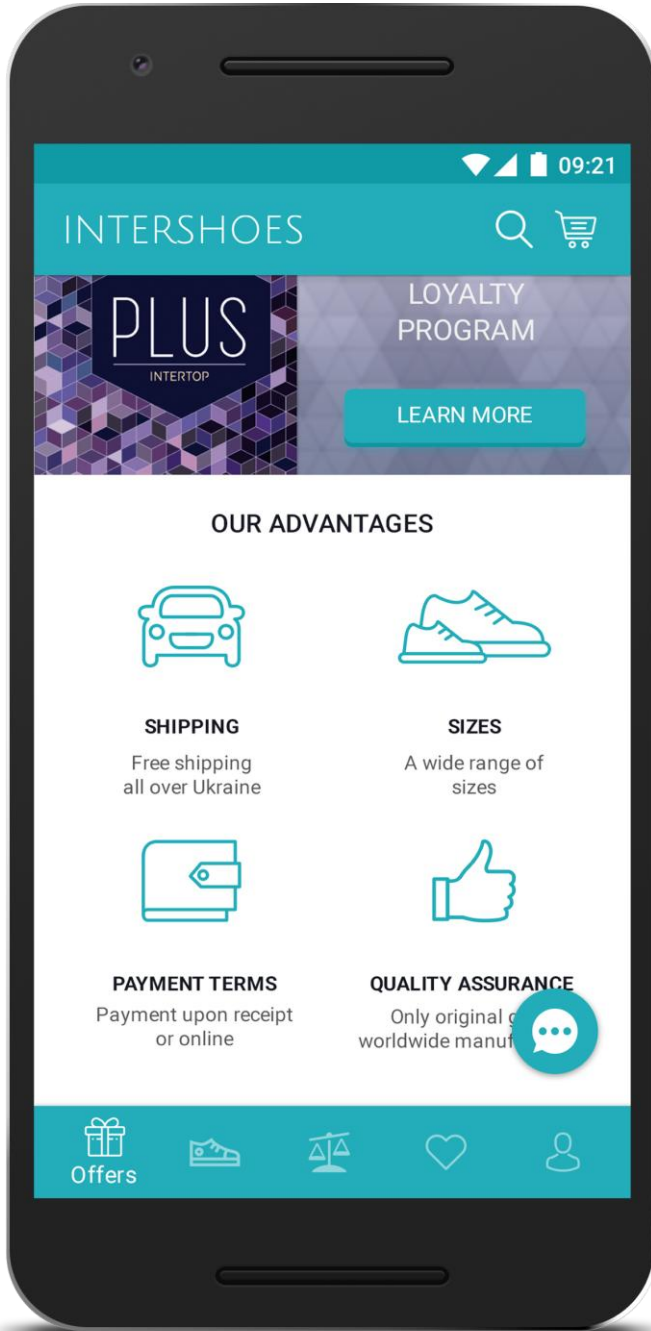 09:21
INTERSHOES
PLUS
INTERTOP
LOYALTY
PROGRAM
LEARN MORE
OUR ADVANTAGES
SHIPPING
Free shipping
all over Ukraine
SIZES
A wide range of
sizes
PAYMENT TERMS
Payment upon receipt
or online
QUALITY ASSURANCE
Only original
worldwide
Offers